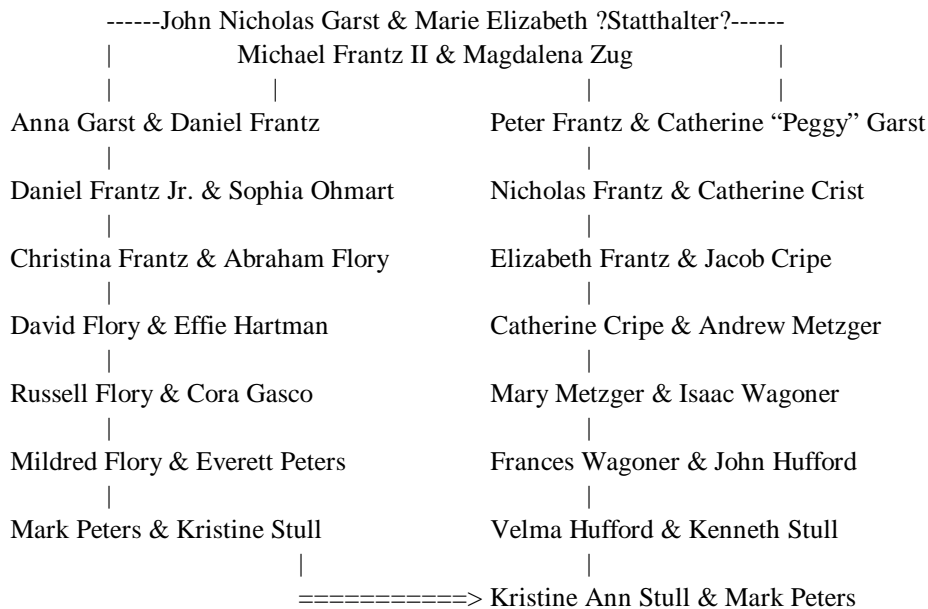 ------John Nicholas Garst & Marie Elizabeth ?Statthalter?------
| Michael Frantz II & Magdalena Zug |
| | | |
Anna Garst & Daniel Frantz Peter Frantz & Catherine “Peggy” Garst
| |
Daniel Frantz Jr. & Sophia Ohmart Nicholas Frantz & Catherine Crist
| |
Christina Frantz & Abraham Flory Elizabeth Frantz & Jacob Cripe
| |
David Flory & Effie Hartman Catherine Cripe & Andrew Metzger
| |
Russell Flory & Cora Gasco Mary Metzger & Isaac Wagoner
| |
Mildred Flory & Everett Peters Frances Wagoner & John Hufford
| |
Mark Peters & Kristine Stull Velma Hufford & Kenneth Stull
| |
===========> Kristine Ann Stull & Mark Peters